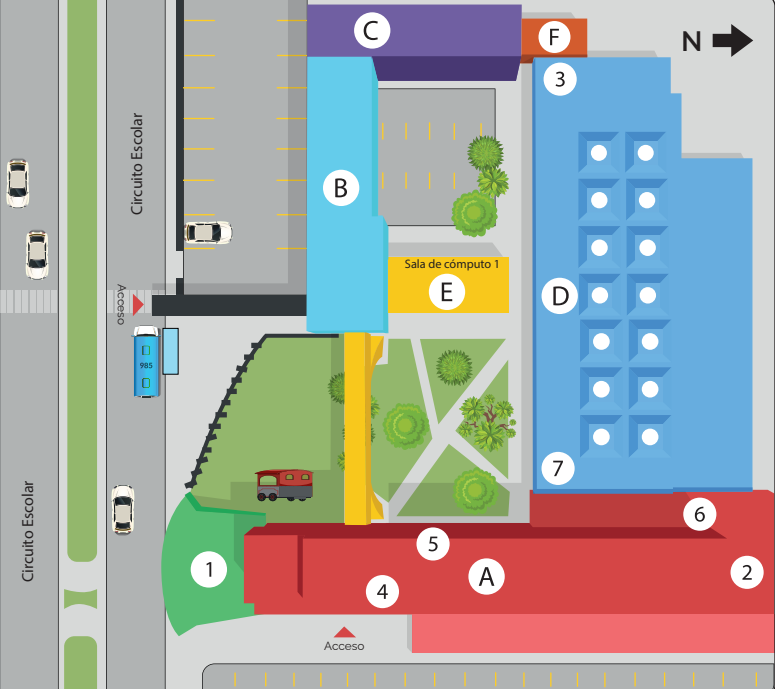 C
F
N
3
Circuito Escolar
B
Sala de cómputo 1
E
D
Acceso
985
7
6
5
1
A
2
4
Acceso
Circuito Escolar